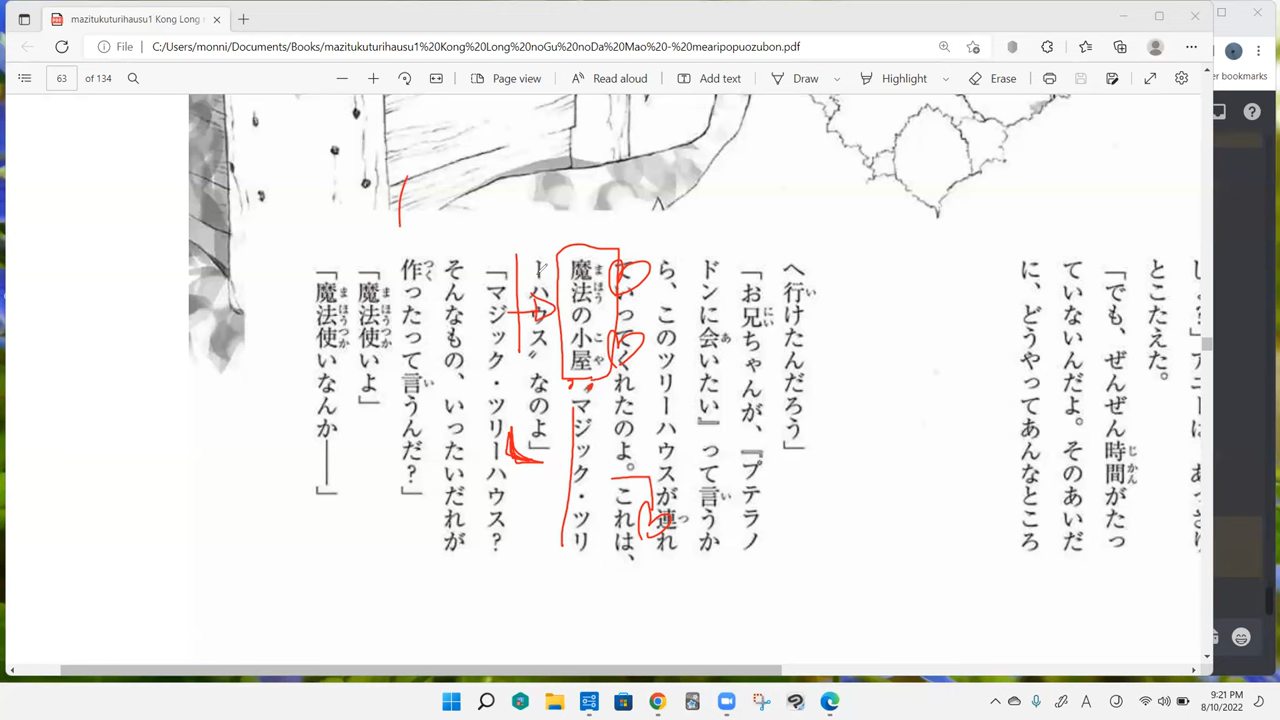 mazitukuturihausu1 Kong Long
File
C:/Users/monni/Documents/Books/mazitukuturihausu1%20Kong%20Long%20noGu%20noDa%20Mao%20-%20mearipopuozubon.pdf
er bookmarks
63 of 134
Page view
Read aloud
Add text
Draw
Highlight
Erase
とこたえた。
「でも、ぜんぜん時間がたっ
ていないんだよ。そのあいだ
に、どうやってあんなところ
へ行けたんだろう」
「お兄ちゃんが、『プテラノ
ドンに会いたい』って言うか
ら、このツリーハウスが連れ
ていってくれたのよ。これは、
魔法の小屋〝マジック・ツリ
ーハウス〟なのよ」
「マジック・ツリーハウス?
そんなもの、いったいだれが
作ったって言うんだ?」
「魔法使いよ」
「魔法使いなんか――」
9:21 PM
8/10/2022